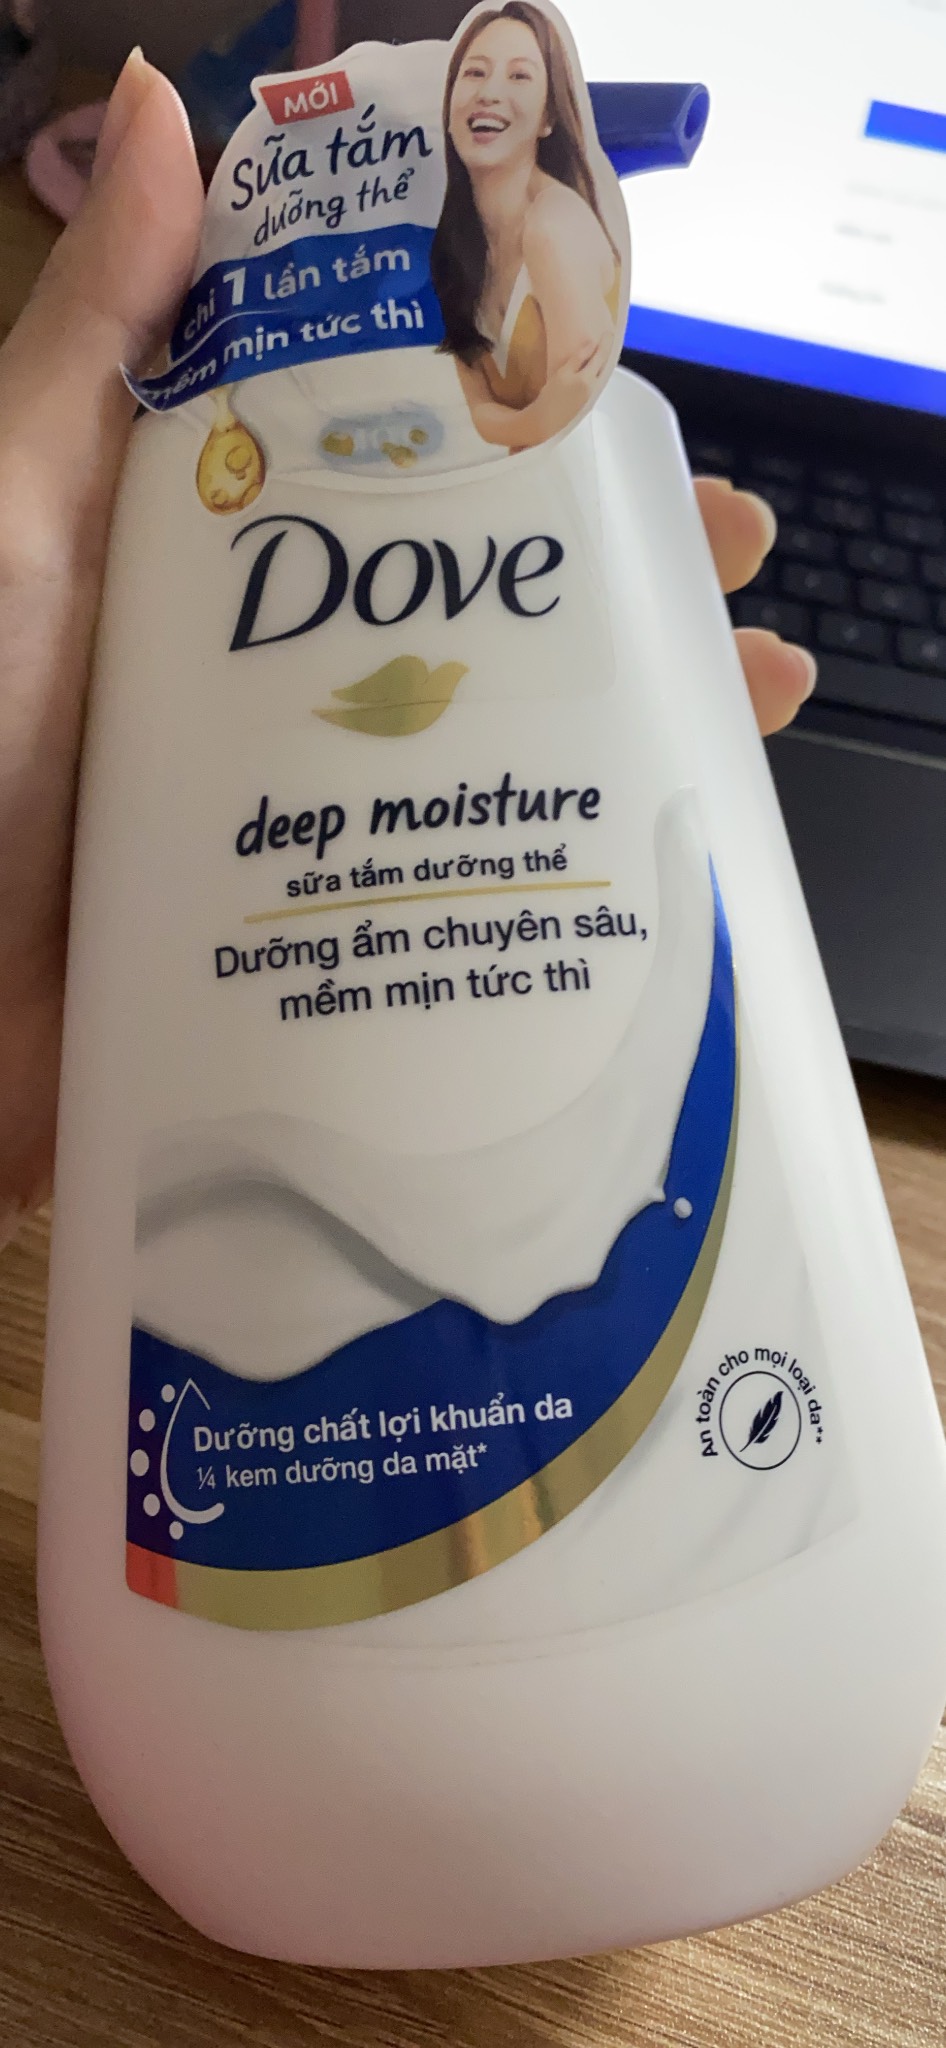 MỚI
Sữa tắm
dưỡng thể
chỉ 1 lần tắm
mềm mịn tức thì
Dove
deep moisture
sữa tắm dưỡng thể
Dưỡng ẩm chuyên sâu,
mềm mịn tức thì
Dưỡng chất lợi khuẩn da
¼ kem dưỡng da mặt*
An toàn cho mọi loại da**